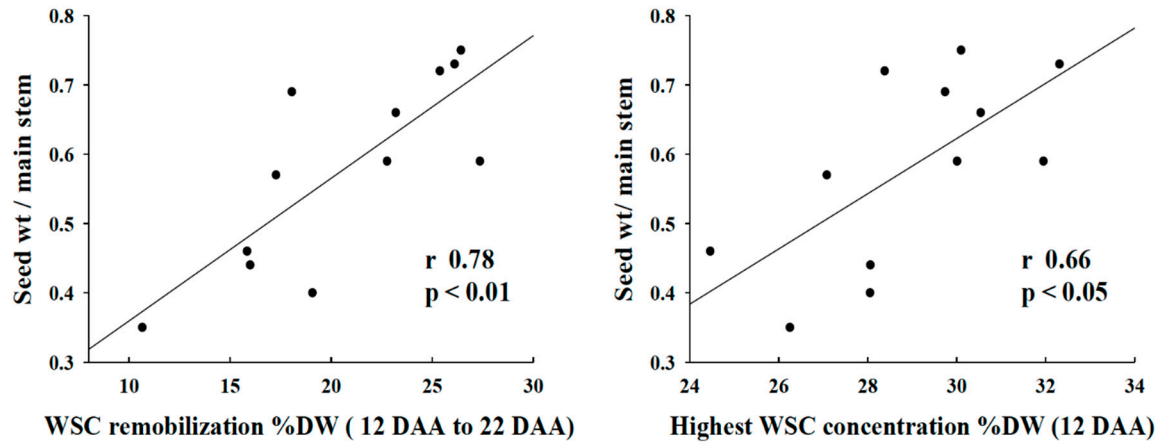 Seed wt / main stem
0.8
0.7
0.6
0.5
0.4
0.3
r 0.78
p < 0.01
10 15 20 25 30
WSC remobilization %DW ( 12 DAA to 22 DAA)
Seed wt/ main stem
0.8
0.7
0.6
0.5
0.4
0.3
r 0.66
p < 0.05
24 26 28 30 32 34
Highest WSC concentration %DW (12 DAA)